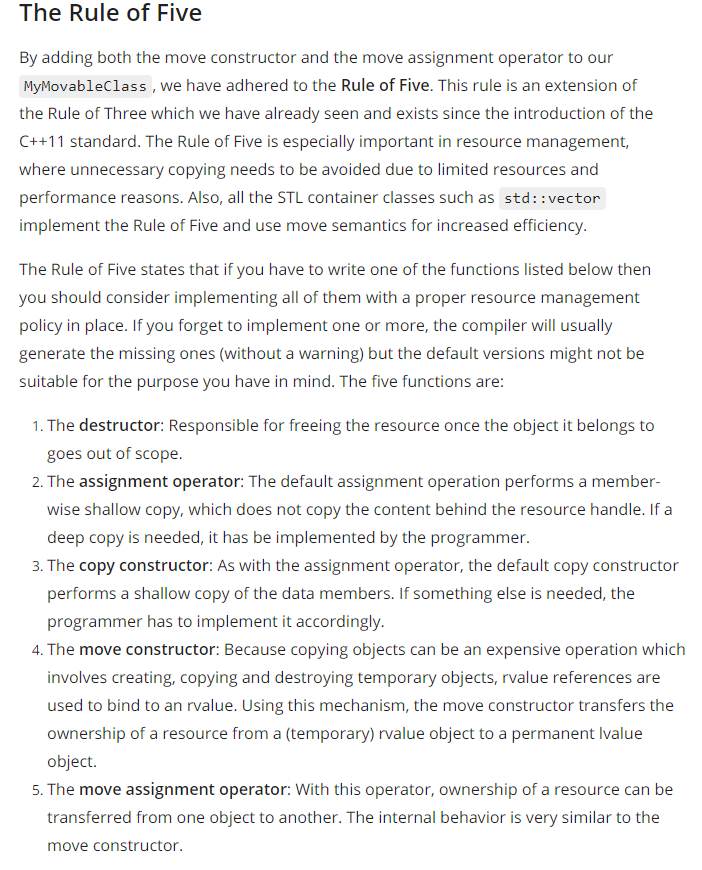 The Rule of Five
By adding both the move constructor and the move assignment operator to our
MyMovableClass , we have adhered to the Rule of Five. This rule is an extension of
the Rule of Three which we have already seen and exists since the introduction of the
C++11 standard. The Rule of Five is especially important in resource management,
where unnecessary copying needs to be avoided due to limited resources and
performance reasons. Also, all the STL container classes such as std::vector
implement the Rule of Five and use move semantics for increased efficiency.
The Rule of Five states that if you have to write one of the functions listed below then
you should consider implementing all of them with a proper resource management
policy in place. If you forget to implement one or more, the compiler will usually
generate the missing ones (without a warning) but the default versions might not be
suitable for the purpose you have in mind. The five functions are:
1. The destructor: Responsible for freeing the resource once the object it belongs to
goes out of scope.
2. The assignment operator: The default assignment operation performs a member-
wise shallow copy, which does not copy the content behind the resource handle. If a
deep copy is needed, it has be implemented by the programmer.
3. The copy constructor: As with the assignment operator, the default copy constructor
performs a shallow copy of the data members. If something else is needed, the
programmer has to implement it accordingly.
4. The move constructor: Because copying objects can be an expensive operation which
involves creating, copying and destroying temporary objects, rvalue references are
used to bind to an rvalue. Using this mechanism, the move constructor transfers the
ownership of a resource from a (temporary) rvalue object to a permanent lvalue
object.
5. The move assignment operator: With this operator, ownership of a resource can be
transferred from one object to another. The internal behavior is very similar to the
move constructor.